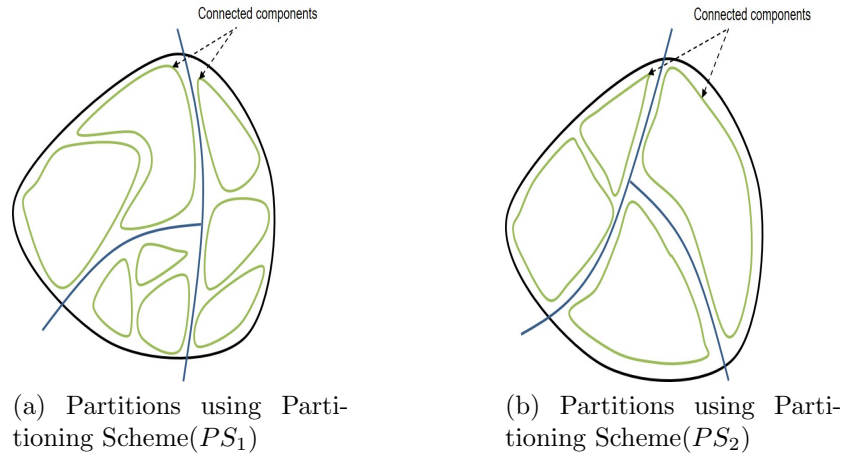 Connected components
Connected components
(a) Partitions using Parti-
tioning Scheme(PS₁)
(b) Partitions using Parti-
tioning Scheme(PS₂)